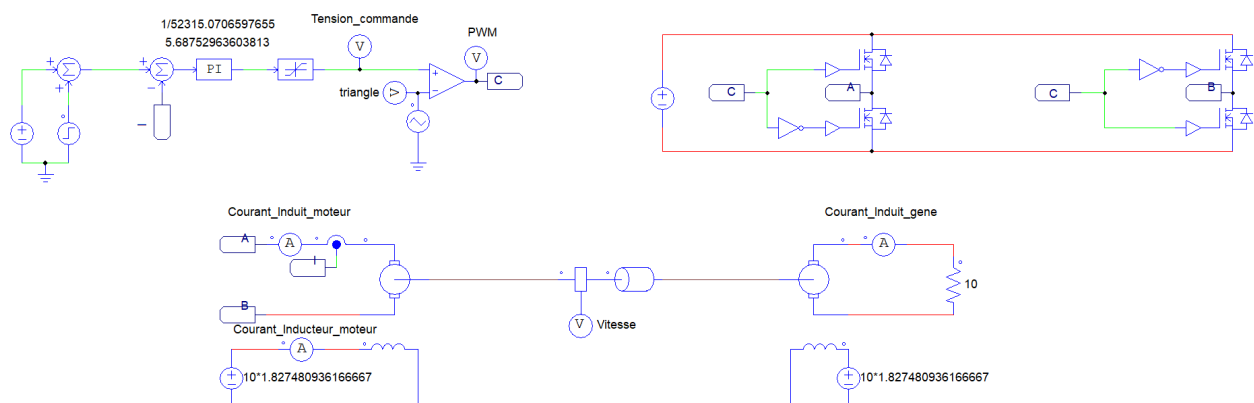 1/52315.0706597655
5.68752963603813
Tension_commande
V
PWM
V
PI
C
triangle
V
I
C
A
C
B
Courant_Induit_moteur
A
A
I
B
Courant_Inducteur_moteur
A
10*1.827480936166667
V
Vitesse
Courant_Induit_gene
A
10
10*1.827480936166667